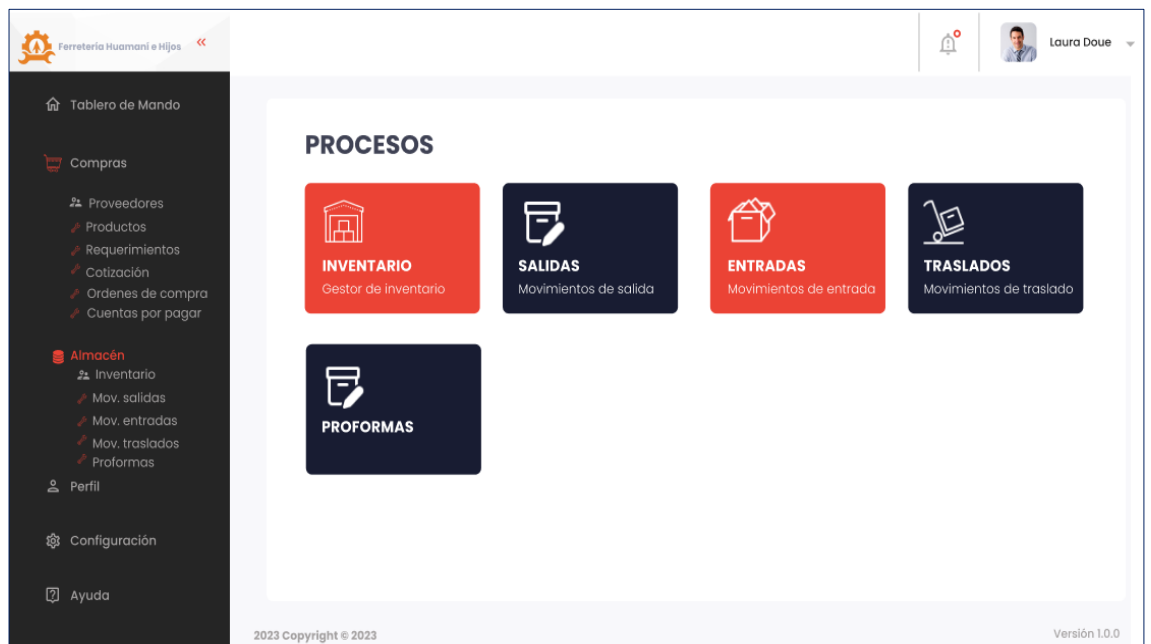 Ferretería Huamani e Hijos «
Laura Doue
Tablero de Mando
Compras
Proveedores
Productos
Requerimientos
Cotización
Ordenes de compra
Cuentas por pagar
Almacén
Inventario
Mov. salidas
Mov. entradas
Mov. traslados
Proformas
Perfil
Configuración
Ayuda
PROCESOS
INVENTARIO
Gestor de inventario
SALIDAS
Movimientos de salida
ENTRADAS
Movimientos de entrada
TRASLADOS
Movimientos de traslado
PROFORMAS
2023 Copyright © 2023
Versión 1.0.0